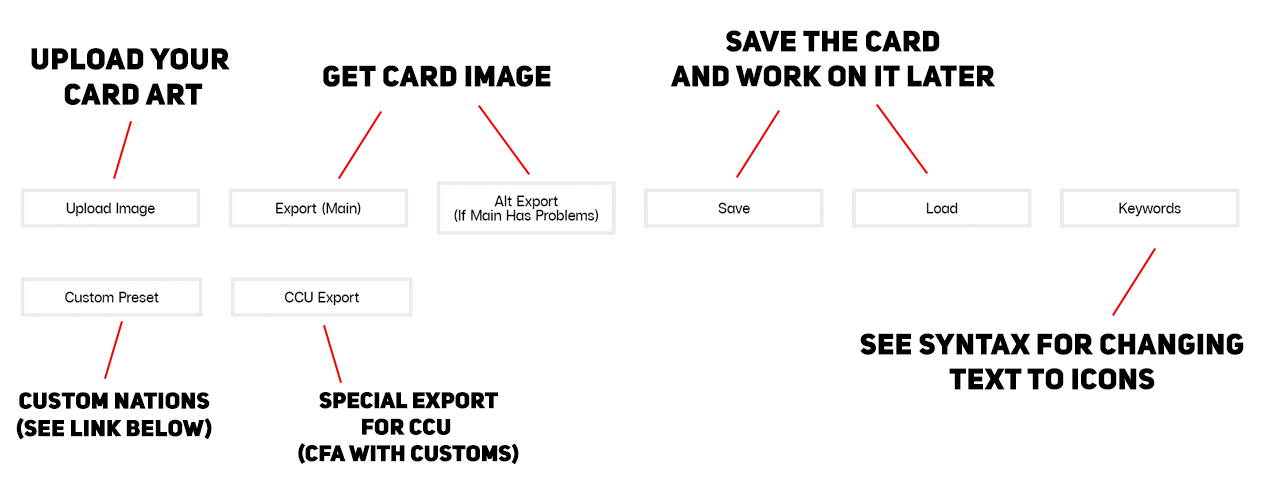 UPLOAD YOUR
CARD ART
GET CARD IMAGE
SAVE THE CARD
AND WORK ON IT LATER
Upload Image
Export (Main)
Alt Export
(If Main Has Problems)
Save
Load
Keywords
Custom Preset
CCU Export
CUSTOM NATIONS
(SEE LINK BELOW)
SPECIAL EXPORT
FOR CCU
(CFA WITH CUSTOMS)
SEE SYNTAX FOR CHANGING
TEXT TO ICONS